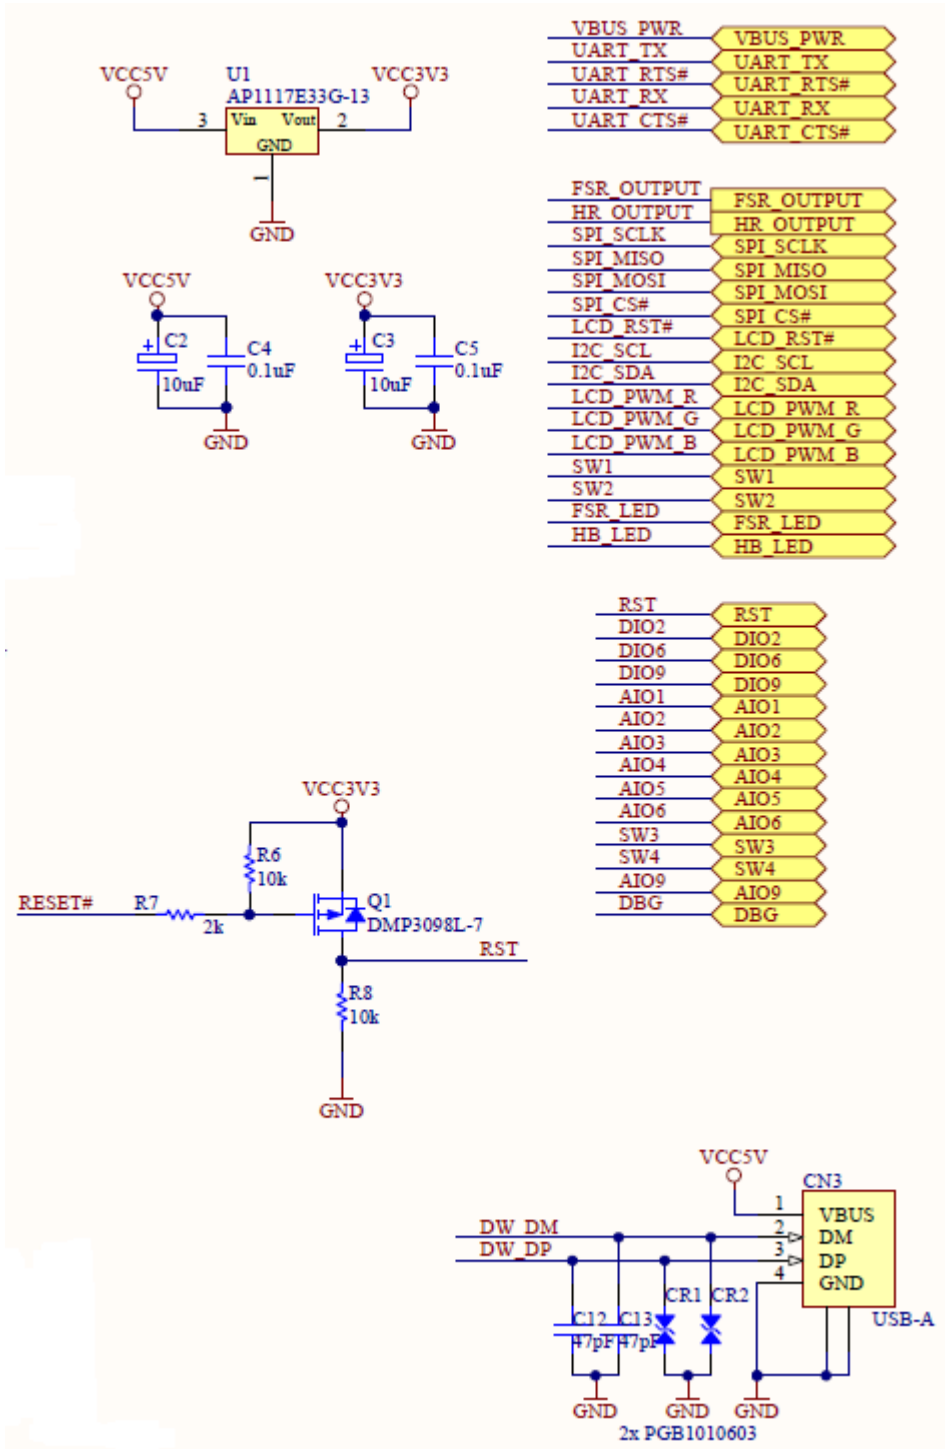 VCC5V
U1
AP1117E33G-13
VCC3V3
3
Vin
Vout
2
GND
1
GND
VCC5V
C2
10uF
C4
0.1uF
GND
VCC3V3
C3
10uF
C5
0.1uF
GND
VBUS_PWR VBUS_PWR
UART_TX UART_TX
UART_RTS# UART_RTS#
UART_RX UART_RX
UART_CTS# UART_CTS#
FSR_OUTPUT FSR_OUTPUT
HR_OUTPUT HR_OUTPUT
SPI_SCLK SPI_SCLK
SPI_MISO SPI_MISO
SPI_MOSI SPI_MOSI
SPI_CS# SPI_CS#
LCD_RST# LCD_RST#
I2C_SCL I2C_SCL
I2C_SDA I2C_SDA
LCD_PWM_R LCD_PWM_R
LCD_PWM_G LCD_PWM_G
LCD_PWM_B LCD_PWM_B
SW1 SW1
SW2 SW2
FSR_LED FSR_LED
HB_LED HB_LED
RST RST
DIO2 DIO2
DIO6 DIO6
DIO9 DIO9
AIO1 AIO1
AIO2 AIO2
AIO3 AIO3
AIO4 AIO4
AIO5 AIO5
AIO6 AIO6
SW3 SW3
SW4 SW4
AIO9 AIO9
DBG DBG
VCC3V3
R6
10k
RESET#
R7
2k
Q1
DMP3098L-7
RST
R8
10k
GND
VCC5V
CN3
1 VBUS
DW_DM 2 DM
DW_DP 3 DP
4 GND
USB-A
CR1 CR2
C12 C13
47pF 47pF
GND GND GND
2x PGB1010603